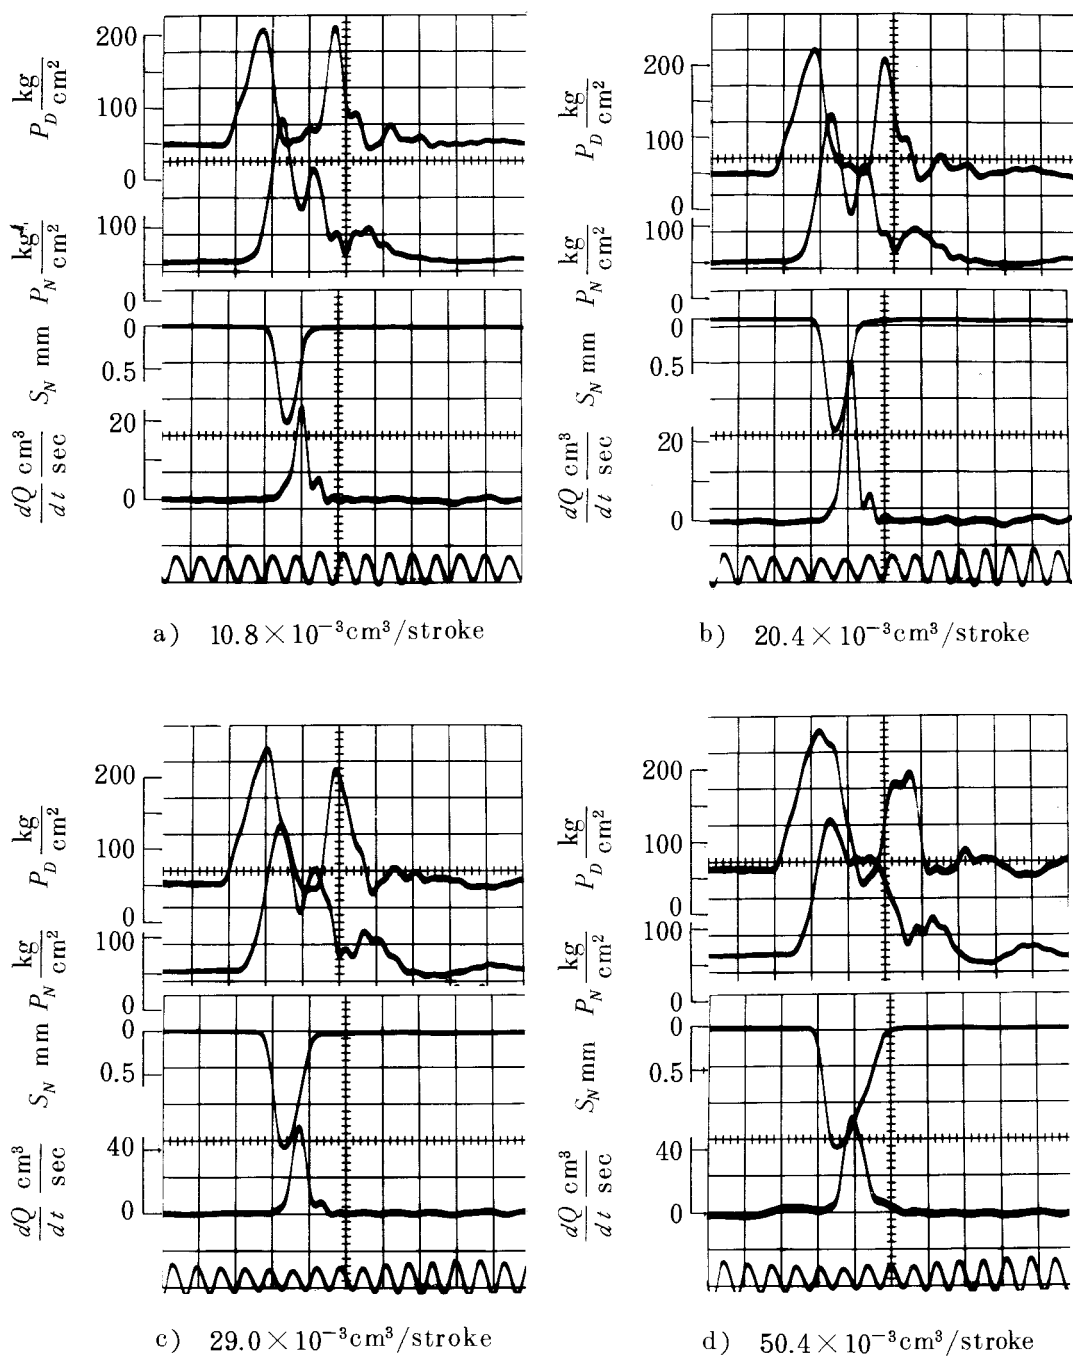 200
100
0
P_D kg/cm²
100
0
P_N kg/cm²
0
0.5
S_N mm
20
0
dQ/dt cm³/sec
a) 10.8×10⁻³cm³/stroke
200
100
0
P_D kg/cm²
100
0
P_N kg/cm²
0
0.5
S_N mm
20
0
dQ/dt cm³/sec
b) 20.4×10⁻³cm³/stroke
200
100
0
P_D kg/cm²
100
0
P_N kg/cm²
0
0.5
S_N mm
40
0
dQ/dt cm³/sec
c) 29.0×10⁻³cm³/stroke
200
100
0
P_D kg/cm²
100
0
P_N kg/cm²
0
0.5
S_N mm
40
0
dQ/dt cm³/sec
d) 50.4×10⁻³cm³/stroke